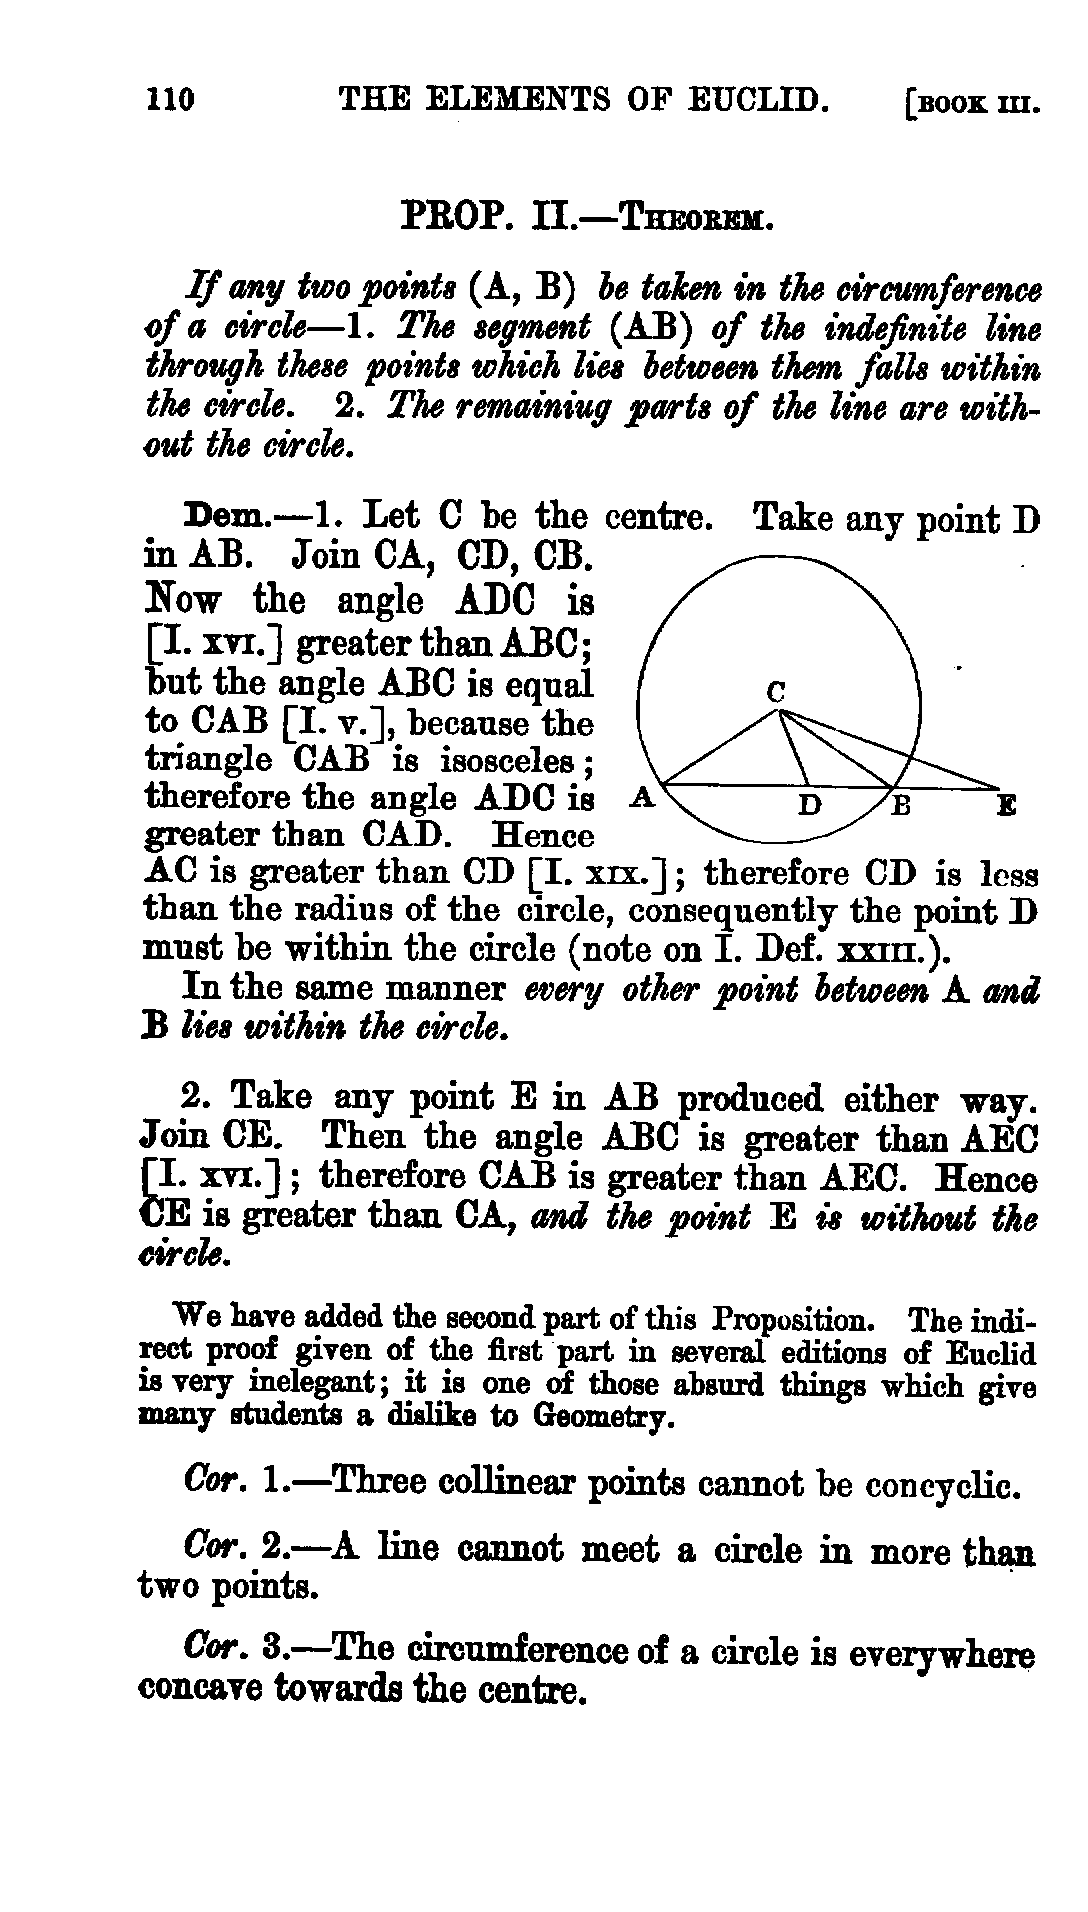 110 THE ELEMENTS OF EUCLID. [BOOK III.
PROP. II.—THEOREM.
If any two points (A, B) be taken in the circumference
of a circle—1. The segment (AB) of the indefinite line
through these points which lies between them falls within
the circle. 2. The remainiug parts of the line are with-
out the circle.
Dem.—1. Let C be the centre. Take any point D
in AB. Join CA, CD, CB.
Now the angle ADC is
[I. XVI.] greater than ABC;
but the angle ABC is equal
to CAB [I. V.], because the
triangle CAB is isosceles;
therefore the angle ADC is
greater than CAD. Hence
C
A
D
B
E
AC is greater than CD [I. XIX.]; therefore CD is less
than the radius of the circle, consequently the point D
must be within the circle (note on I. Def. XXIII.).
In the same manner every other point between A and
B lies within the circle.
2. Take any point E in AB produced either way.
Join CE. Then the angle ABC is greater than AEC
[I. XVI.]; therefore CAB is greater than AEC. Hence
CE is greater than CA, and the point E is without the
circle.
We have added the second part of this Proposition. The indi-
rect proof given of the first part in several editions of Euclid
is very inelegant; it is one of those absurd things which give
many students a dislike to Geometry.
Cor. 1.—Three collinear points cannot be concyclic.
Cor. 2.—A line cannot meet a circle in more than
two points.
Cor. 3.—The circumference of a circle is everywhere
concave towards the centre.